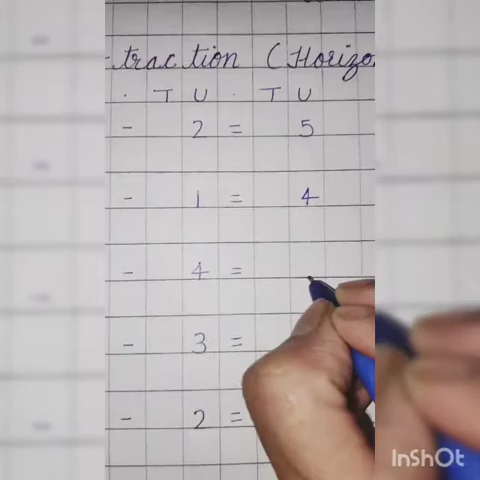 -traction (Horizo
. T U . T U
- 2 = 5
- 1 = 4
- 4 =
- 3 =
- 2 =
InShOt